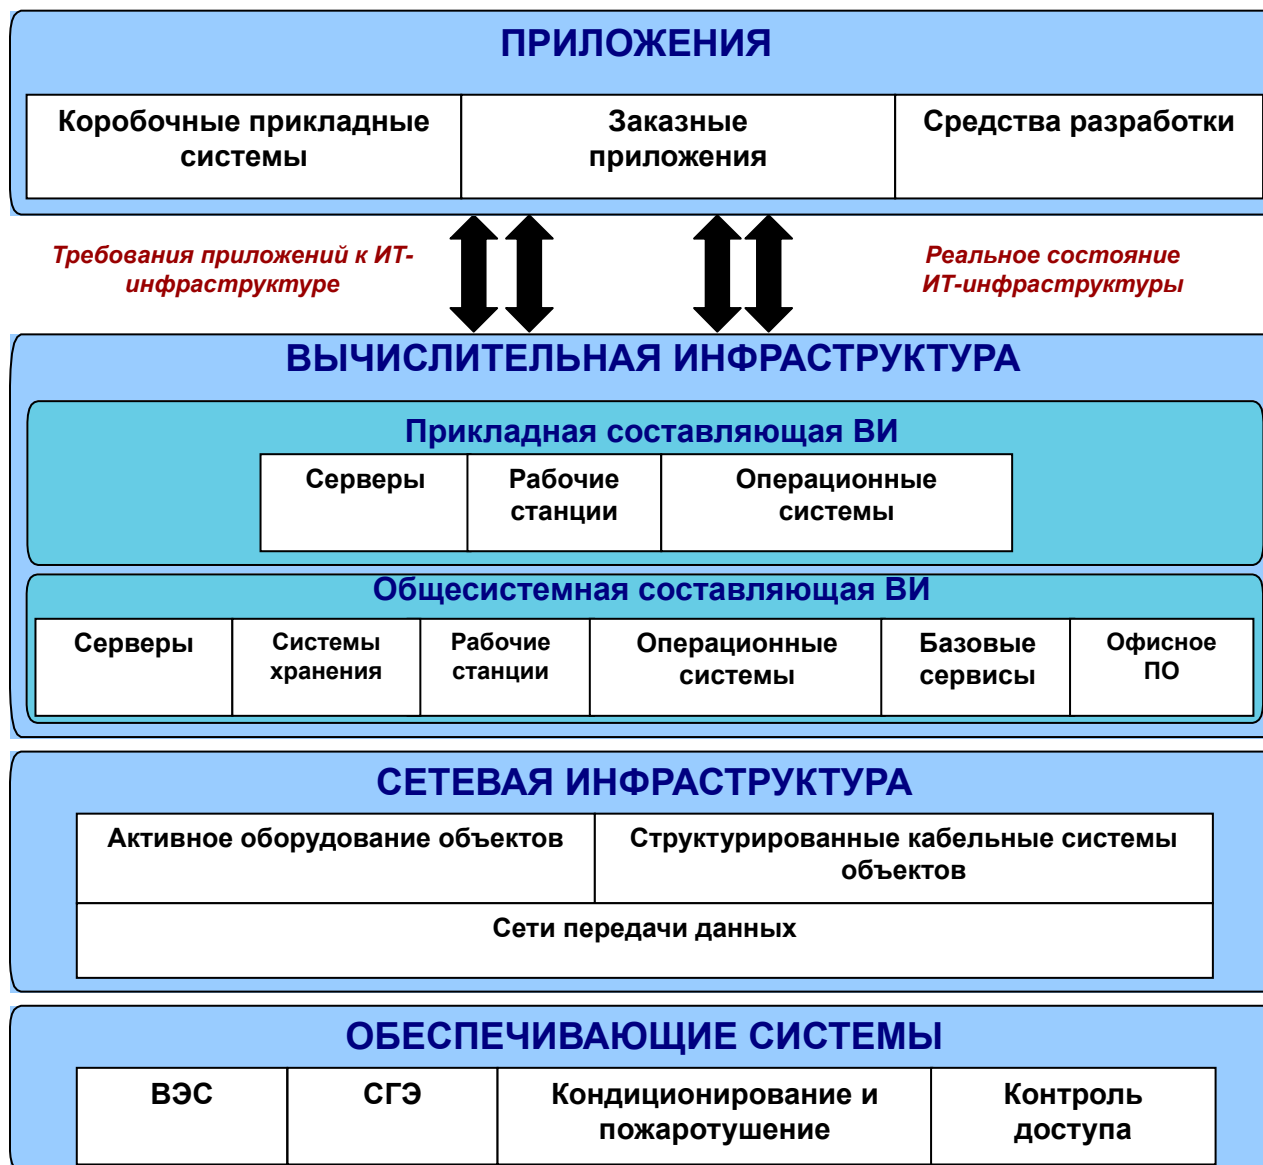 ПРИЛОЖЕНИЯ
Коробочные прикладные
системы
Заказные
приложения
Средства разработки
Требования приложений к ИТ-
инфраструктуре
Реальное состояние
ИТ-инфраструктуры
ВЫЧИСЛИТЕЛЬНАЯ ИНФРАСТРУКТУРА
Прикладная составляющая ВИ
Серверы
Рабочие
станции
Операционные
системы
Общесистемная составляющая ВИ
Серверы
Системы
хранения
Рабочие
станции
Операционные
системы
Базовые
сервисы
Офисное
ПО
СЕТЕВАЯ ИНФРАСТРУКТУРА
Активное оборудование объектов
Структурированные кабельные системы
объектов
Сети передачи данных
ОБЕСПЕЧИВАЮЩИЕ СИСТЕМЫ
ВЭС
СГЭ
Кондиционирование и
пожаротушение
Контроль
доступа